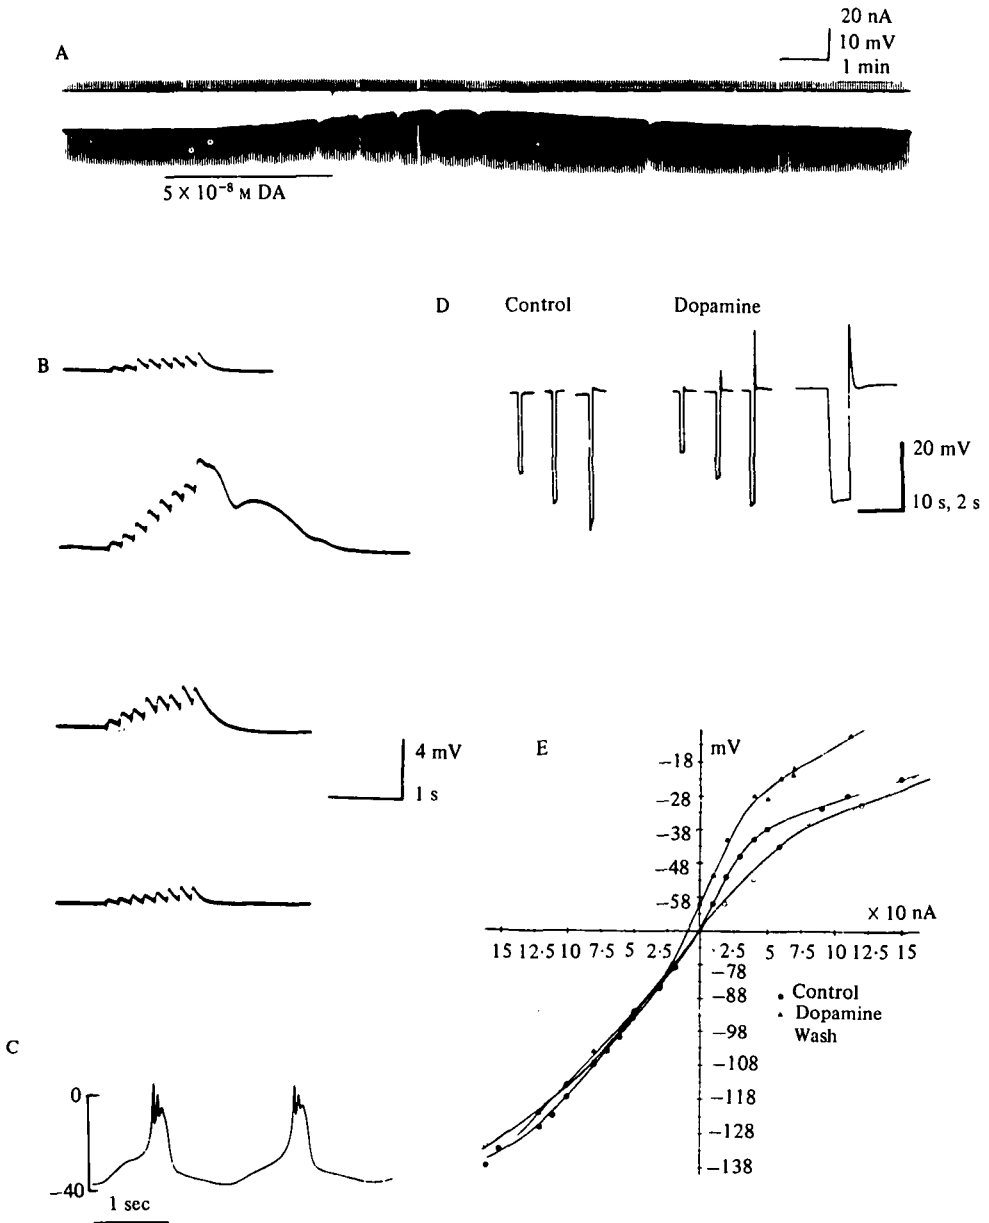 20 nA
10 mV
1 min
A
5 × 10⁻⁸ M DA
D Control Dopamine
B
20 mV
10 s, 2 s
4 mV
1 s
E
mV
−18
−28
−38
−48
−58
× 10 nA
15 12·5 10 7·5 5 2·5 ·2·5 5 7·5 10 12·5 15
−78
−88
Control
Dopamine
Wash
−98
−108
−118
−128
−138
C
0
−40
1 sec